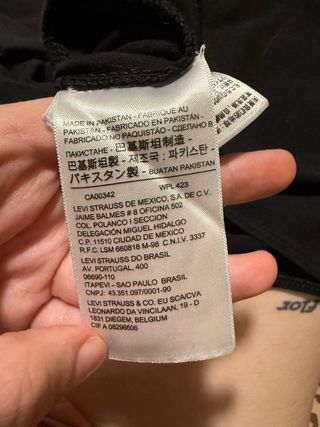 MADE IN PAKISTAN - FABRIQUE AU
PAKISTAN - FABRICADO EN PAKISTÁN -
FABRICADO NO PAQUISTÃO - СДЕЛАНО В
ПАКИСТАНЕ - 巴基斯坦制造 -
巴基斯坦製 - 제조국 : 파키스탄
パキスタン製 - BUATAN PAKISTAN
CA00342 WPL 423
LEVI STRAUSS DE MEXICO, S.A. DE C.V.
JAIME BALMES # 8 OFICINA 502
COL. POLANCO I SECCION
DELEGACIÓN MIGUEL HIDALGO
C.P. 11510 CIUDAD DE MEXICO
R.F.C. LSM 660818 M-98 C.N.I.V. 3337
LEVI STRAUSS DO BRASIL
AV. PORTUGAL, 400
06690-110
ITAPEVI – SAO PAULO BRASIL
CNPJ: 43.351.097/0001-90
LEVI STRAUSS & CO. EU SCA/CVA
LEONARDO DA VINCILAAN, 19 - D
1831 DIEGEM, BELGIUM
CIF A 08298606
flor